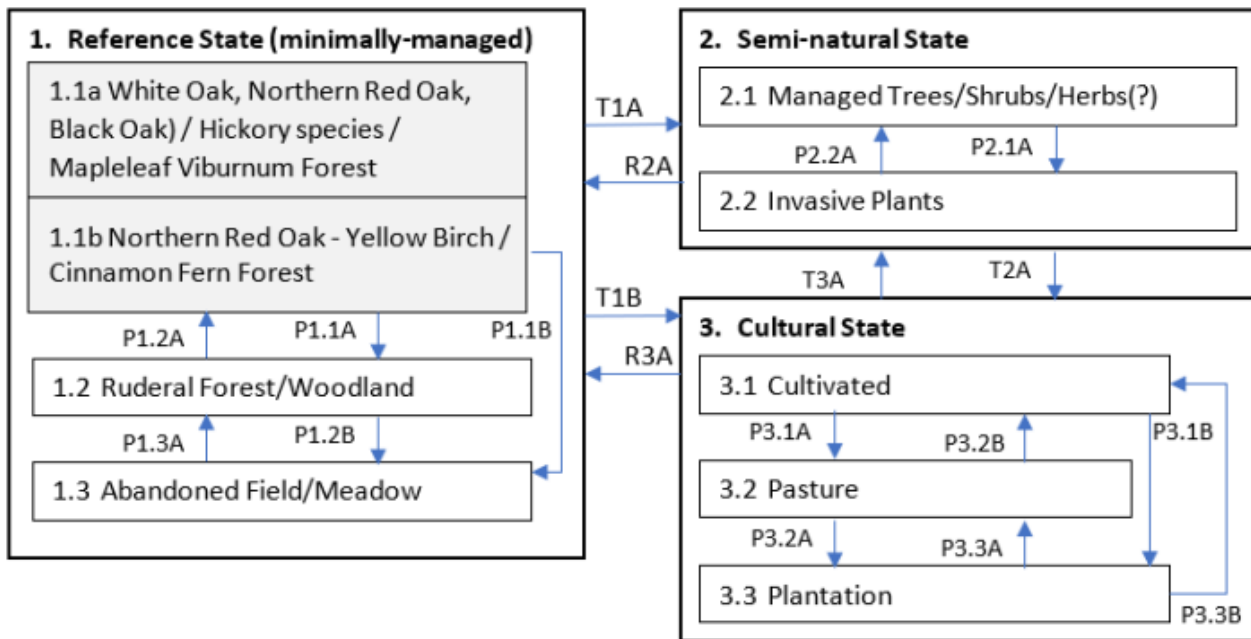 1. Reference State (minimally-managed)
1.1a White Oak, Northern Red Oak,
Black Oak) / Hickory species /
Mapleleaf Viburnum Forest
1.1b Northern Red Oak - Yellow Birch /
Cinnamon Fern Forest
P1.2A
P1.1A
P1.1B
1.2 Ruderal Forest/Woodland
P1.3A
P1.2B
1.3 Abandoned Field/Meadow
T1A
R2A
T1B
R3A
2. Semi-natural State
2.1 Managed Trees/Shrubs/Herbs(?)
P2.2A
P2.1A
2.2 Invasive Plants
T3A
T2A
3. Cultural State
3.1 Cultivated
P3.1A
P3.2B
P3.1B
3.2 Pasture
P3.2A
P3.3A
3.3 Plantation
P3.3B